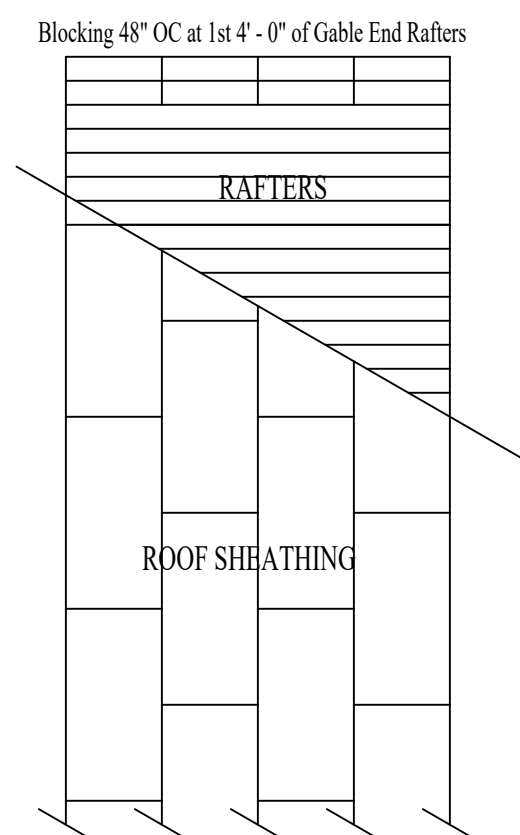 Blocking 48" OC at 1st 4' - 0" of Gable End Rafters
RAFTERS
ROOF SHEATHING